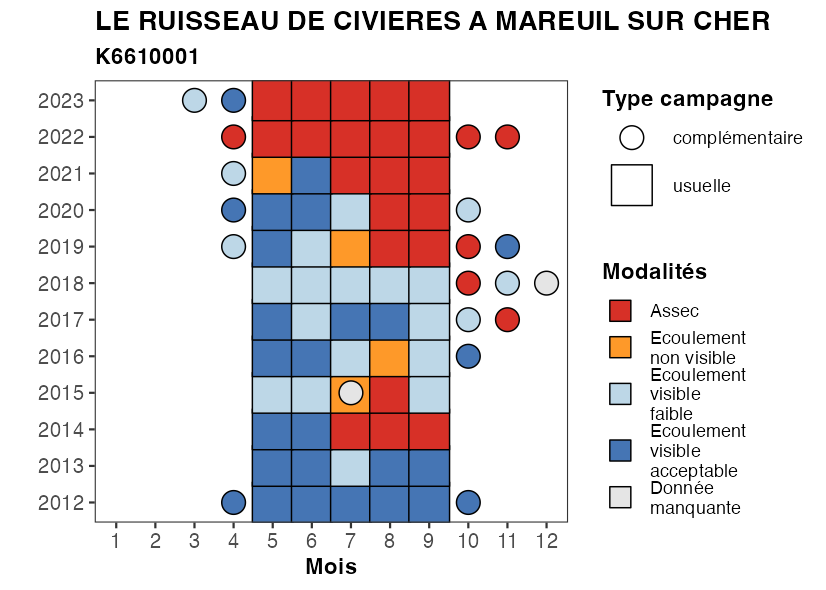 LE RUISSEAU DE CIVIERES A MAREUIL SUR CHER
K6610001
2023
2022
2021
2020
2019
2018
2017
2016
2015
2014
2013
2012
1 2 3 4 5 6 7 8 9 10 11 12
Mois
Type campagne
complémentaire
usuelle
Modalités
Assec
Ecoulement
non visible
Ecoulement
visible
faible
Ecoulement
visible
acceptable
Donnée
manquante